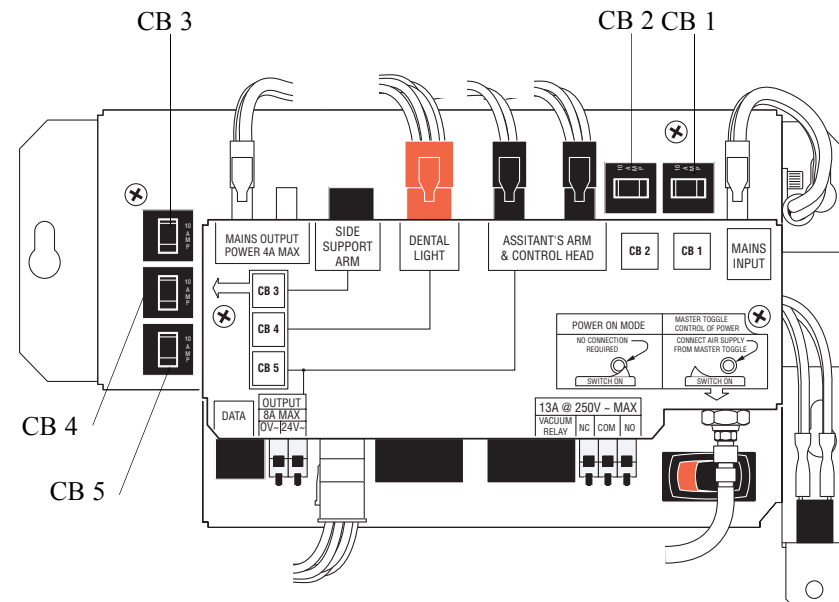 CB 3
CB 2 CB 1
10 AMP
10 AMP
10 AMP
10 AMP
10 AMP
MAINS OUTPUT
POWER 4A MAX
SIDE
SUPPORT
ARM
DENTAL
LIGHT
ASSITANT'S ARM
& CONTROL HEAD
CB 2
CB 1
MAINS
INPUT
CB 3
CB 4
CB 5
POWER ON MODE
NO CONNECTION
REQUIRED
SWITCH ON
MASTER TOGGLE
CONTROL OF POWER
CONNECT AIR SUPPLY
FROM MASTER TOGGLE
SWITCH ON
DATA
OUTPUT
8A MAX
0V~ 24V~
13A @ 250V ~ MAX
VACUUM
RELAY
NC COM NO
CB 4
CB 5